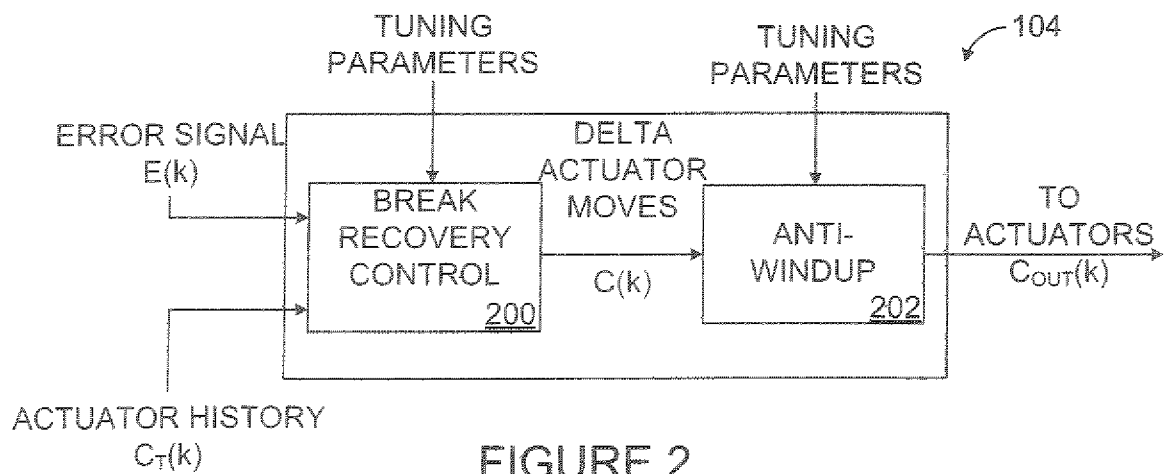 TUNING
PARAMETERS
TUNING
PARAMETERS
104
ERROR SIGNAL
E(k)
DELTA
ACTUATOR
MOVES
BREAK
RECOVERY
CONTROL
200
C(k)
ANTI-
WINDUP
202
TO
ACTUATORS
C_OUT(k)
ACTUATOR HISTORY
C_T(k)
FIGURE 2